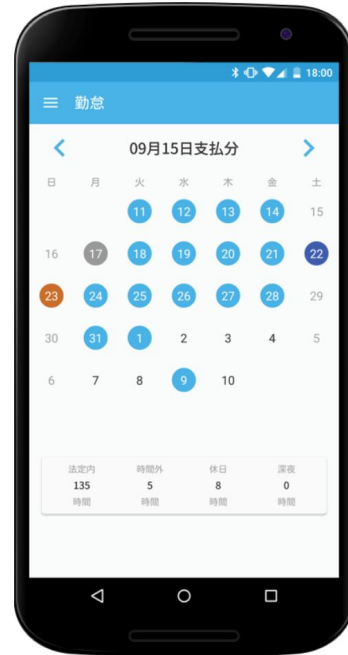 18:00
勤怠
09月15日支払分
日 月 火 水 木 金 土
11 12 13 14 15
16 17 18 19 20 21 22
23 24 25 26 27 28 29
30 31 1 2 3 4 5
6 7 8 9 10
法定内 時間外 休日 深夜
135 5 8 0
時間 時間 時間 時間